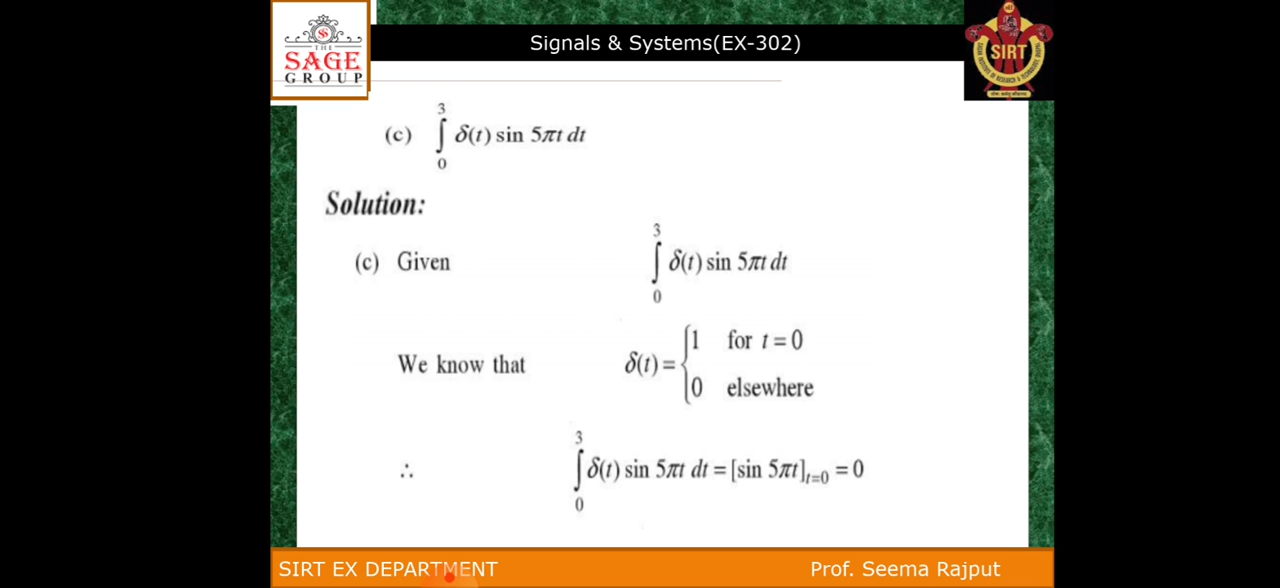 THE
SAGE
GROUP
Signals & Systems(EX-302)
SIRT
(c) ∫₀³ δ(t) sin 5πt dt
Solution:
(c) Given ∫₀³ δ(t) sin 5πt dt
We know that δ(t) = {1 for t = 0
0 elsewhere
∴ ∫₀³ δ(t) sin 5πt dt = [sin 5πt]ₜ₌₀ = 0
SIRT EX DEPARTMENT Prof. Seema Rajput